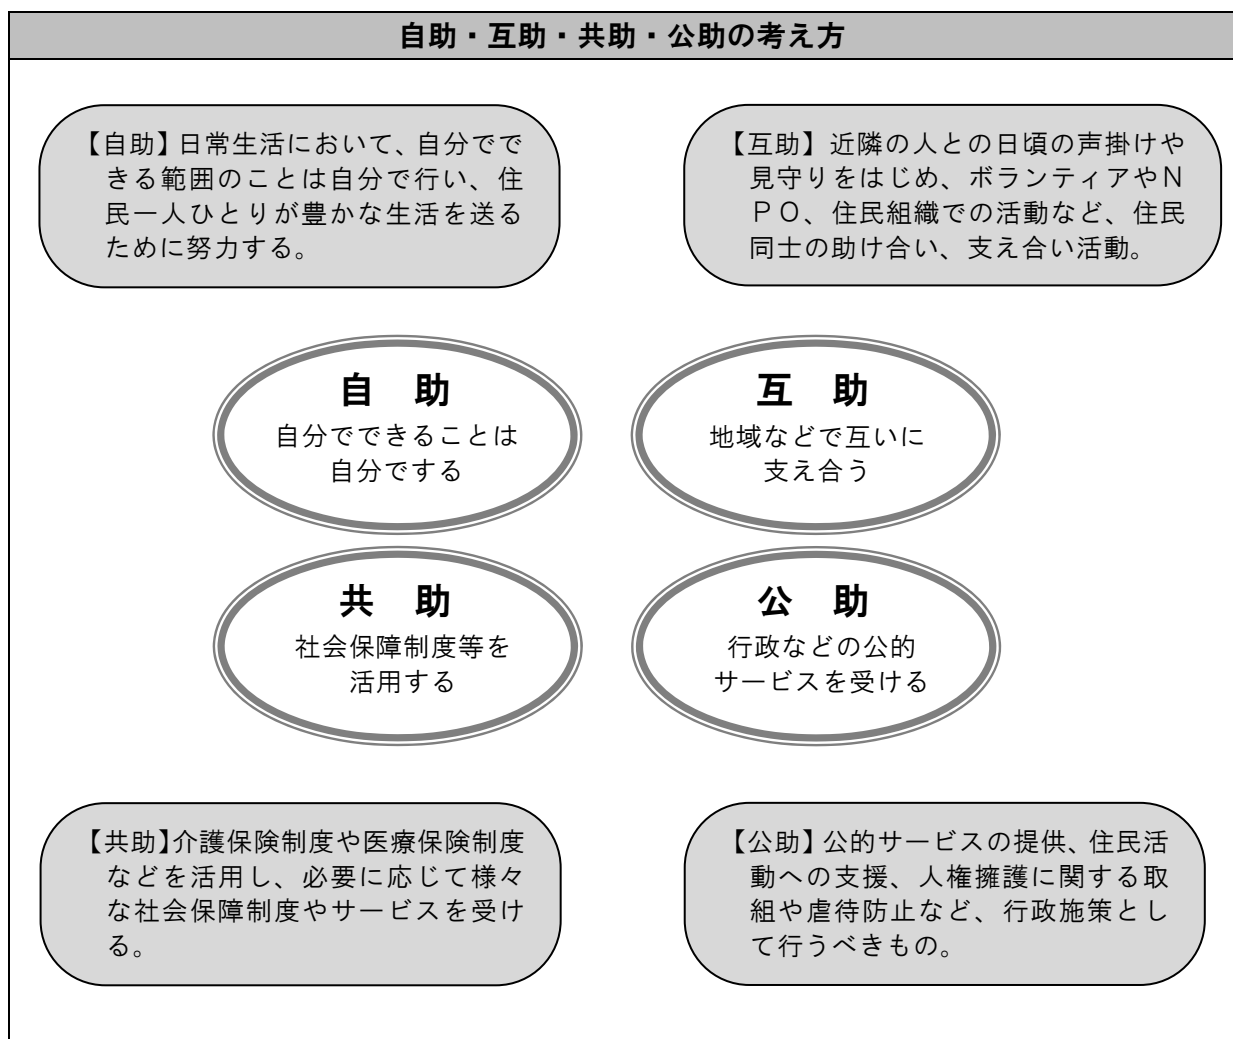 自助・互助・共助・公助の考え方
【自助】日常生活において、自分でで
きる範囲のことは自分で行い、住
民一人ひとりが豊かな生活を送る
ために努力する。
【互助】近隣の人との日頃の声掛けや
見守りをはじめ、ボランティアやN
PO、住民組織での活動など、住民
同士の助け合い、支え合い活動。
自 助
自分でできることは
自分でする
互 助
地域などで互いに
支え合う
共 助
社会保障制度等を
活用する
公 助
行政などの公的
サービスを受ける
【共助】介護保険制度や医療保険制度
などを活用し、必要に応じて様々
な社会保障制度やサービスを受け
る。
【公助】公的サービスの提供、住民活
動への支援、人権擁護に関する取
組や虐待防止など、行政施策とし
て行うべきもの。